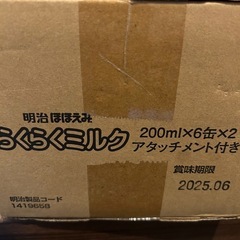 明治ほほえみ
らくらくミルク
200ml×6缶×2
アタッチメント付き
賞味期限
2025.06
明治製品コード
1419658